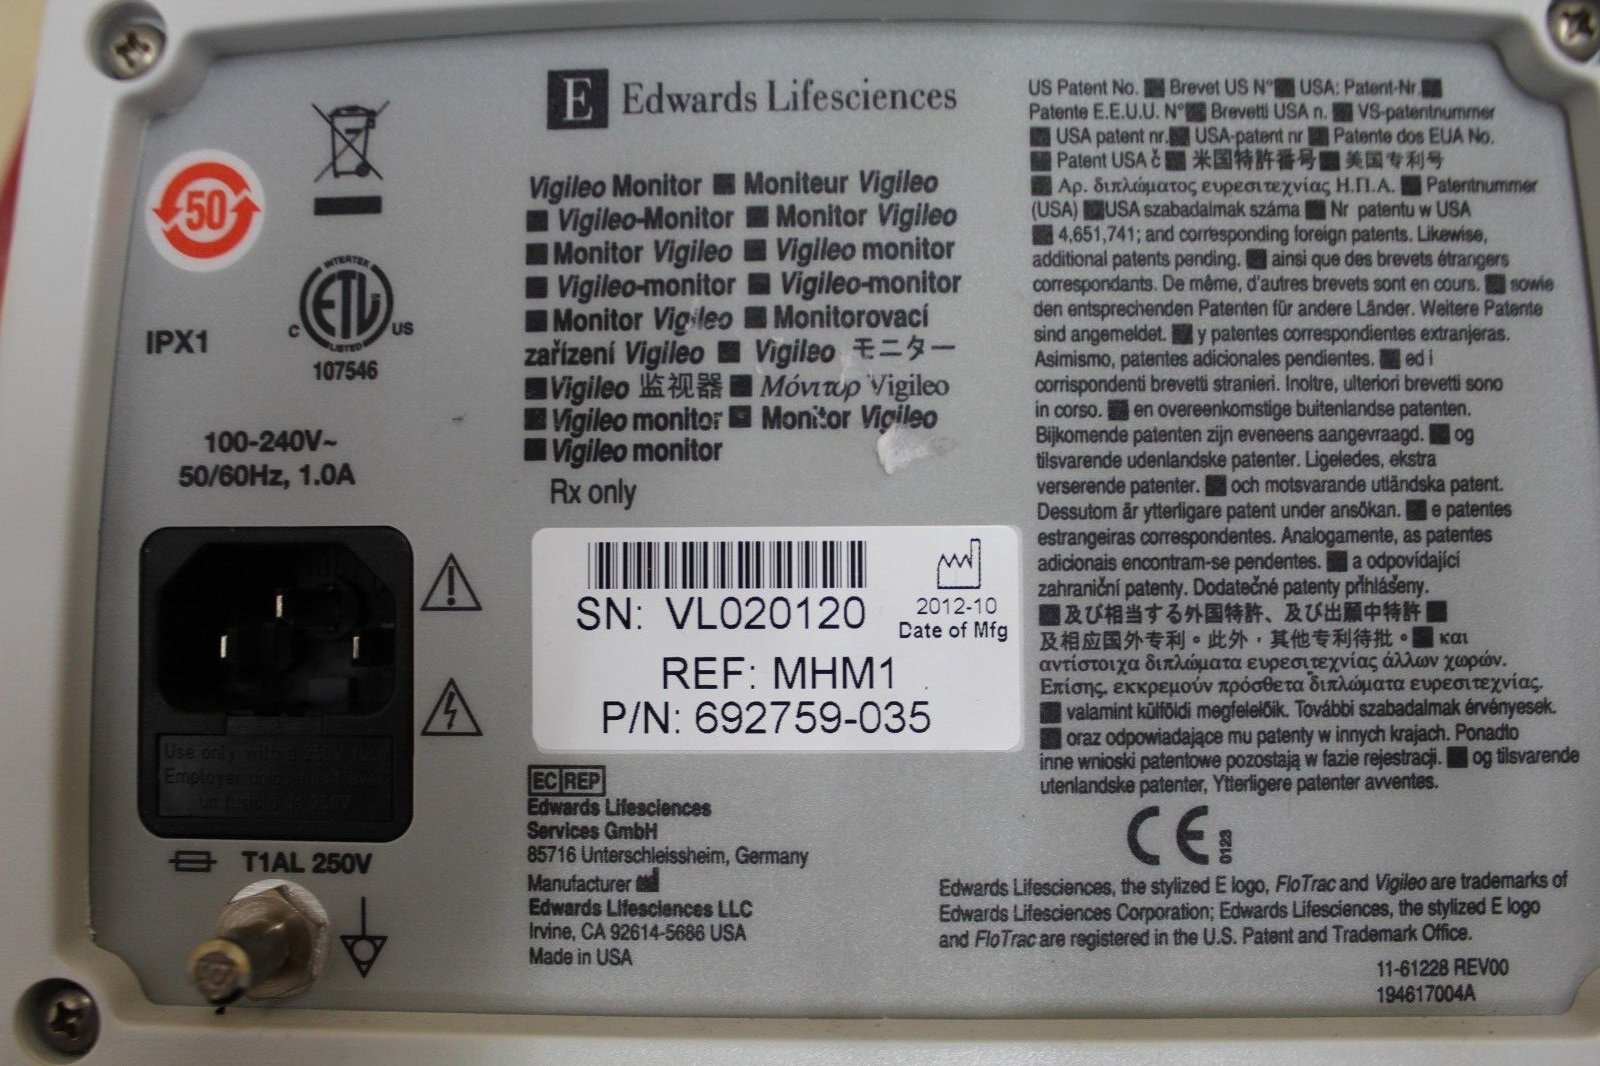 50
IPX1
INTERTEK
ETL
C US
LISTED
107546
100-240V~
50/60Hz, 1.0A
Use only with a 250V fuse
Employer uniquement avec
un fusible de 250V
T1AL 250V
E Edwards Lifesciences
Vigileo Monitor ■ Moniteur Vigileo
■ Vigileo-Monitor ■ Monitor Vigileo
■ Monitor Vigileo ■ Vigileo monitor
■ Vigileo-monitor ■ Vigileo-monitor
■ Monitor Vigileo ■ Monitorovací
zařízení Vigileo ■ Vigileo モニター
■ Vigileo 监视器 ■ Μόνιτορ Vigileo
■ Vigileo monitor ■ Monitor Vigileo
■ Vigileo monitor
Rx only
SN: VL020120
2012-10
Date of Mfg
REF: MHM1
P/N: 692759-035
EC REP
Edwards Lifesciences
Services GmbH
85716 Unterschleissheim, Germany
Manufacturer
Edwards Lifesciences LLC
Irvine, CA 92614-5686 USA
Made in USA
US Patent No. ■ Brevet US N° ■ USA: Patent-Nr. ■
Patente E.E.U.U. N° ■ Brevetti USA n. ■ VS-patentnummer
■ USA patent nr. ■ USA-patent nr ■ Patente dos EUA No.
■ Patent USA č ■ 米国特許番号 ■ 美国专利号
■ Αρ. διπλώματος ευρεσιτεχνίας Η.Π.Α. ■ Patentnummer
(USA) ■ USA szabadalmak száma ■ Nr patentu w USA
■ 4,651,741; and corresponding foreign patents. Likewise,
additional patents pending. ■ ainsi que des brevets étrangers
correspondants. De même, d'autres brevets sont en cours. ■ sowie
den entsprechenden Patenten für andere Länder. Weitere Patente
sind angemeldet. ■ y patentes correspondientes extranjeras.
Asimismo, patentes adicionales pendientes. ■ ed i
corrispondenti brevetti stranieri. Inoltre, ulteriori brevetti sono
in corso. ■ en overeenkomstige buitenlandse patenten.
Bijkomende patenten zijn eveneens aangevraagd. ■ og
tilsvarende udenlandske patenter. Ligeledes, ekstra
verserende patenter. ■ och motsvarande utländska patent.
Dessutom är ytterligare patent under ansökan. ■ e patentes
estrangeiras correspondentes. Analogamente, as patentes
adicionais encontram-se pendentes. ■ a odpovídající
zahraniční patenty. Dodatečné patenty přihlášeny.
■ 及び相当する外国特許、及び出願中特許 ■
及相应国外专利。此外，其他专利待批。 ■ και
αντίστοιχα διπλώματα ευρεσιτεχνίας άλλων χωρών.
Επίσης, εκκρεμούν πρόσθετα διπλώματα ευρεσιτεχνίας.
■ valamint külföldi megfelelőik. További szabadalmak érvényesek.
■ oraz odpowiadające mu patenty w innych krajach. Ponadto
inne wnioski patentowe pozostają w fazie rejestracji. ■ og tilsvarende
utenlandske patenter, Ytterligere patenter avventes.
CE 0123
Edwards Lifesciences, the stylized E logo, FloTrac and Vigileo are trademarks of
Edwards Lifesciences Corporation; Edwards Lifesciences, the stylized E logo
and FloTrac are registered in the U.S. Patent and Trademark Office.
11-61228 REV00
194617004A